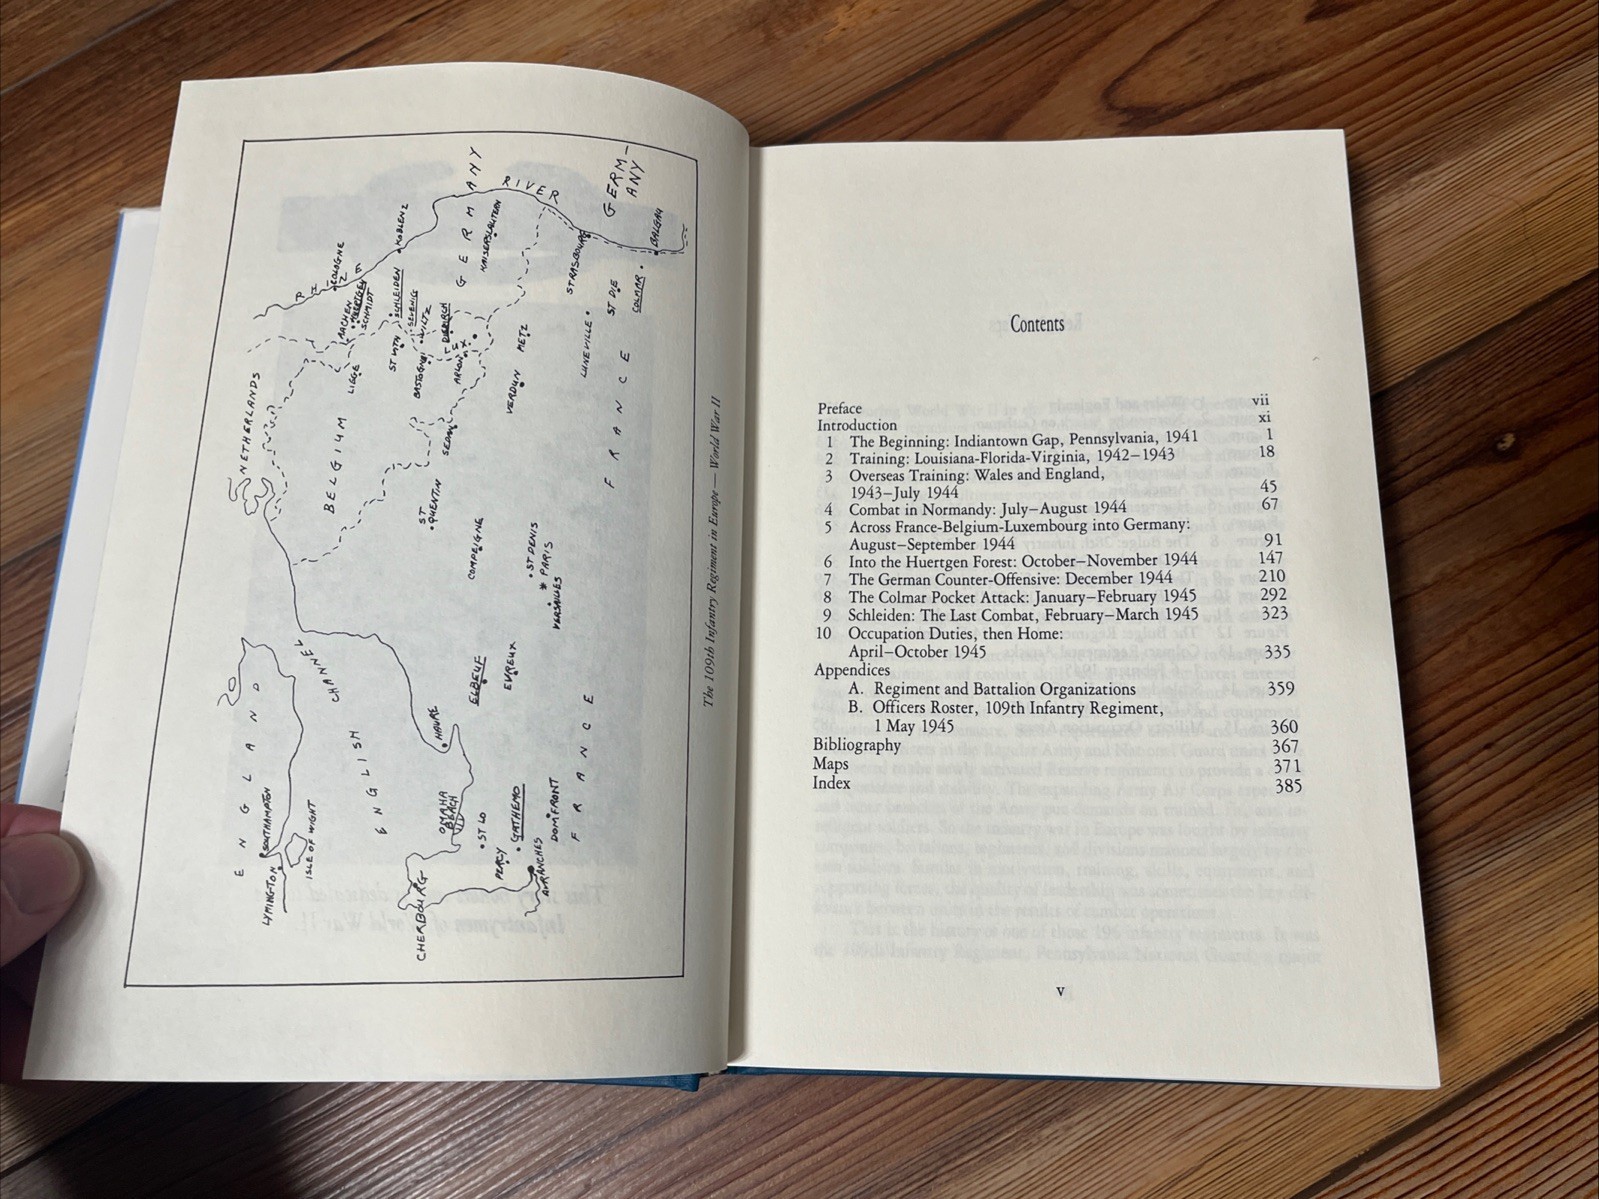 The 109th Infantry Regiment in Europe — World War II
ENGLAND
LYMINGTON
SOUTHAMPTON
ISLE OF WIGHT
ENGLISH
CHANNEL
CHERBOURG
OMAHA
BEACH
ST LO
PERCY
GATHEMO
AVRANCHES
DOMFRONT
FRANCE
HAVRE
ELBEUF
EVREUX
VERSAILLES
PARIS
ST DENIS
COMPEIGNE
ST
QUENTIN
NETHERLANDS
BELGIUM
LIEGE
SEDAN
FRANCE
VERDUN
METZ
LUNEVILLE
ARLON
BASTOGNE
ST VITH
WILTZ
SEVENIG
SCHLEIDEN
AACHEN
SCHMIDT
COLOGNE
KOBLENZ
GERMANY
KAISERSLAUTERN
RIVER
STRASBOURG
ST DIE
COLMAR
GERM-
ANY
Contents
Preface vii
Introduction xi
1 The Beginning: Indiantown Gap, Pennsylvania, 1941 1
2 Training: Louisiana-Florida-Virginia, 1942–1943 18
3 Overseas Training: Wales and England,
1943–July 1944 45
4 Combat in Normandy: July–August 1944 67
5 Across France-Belgium-Luxembourg into Germany:
August–September 1944 91
6 Into the Huertgen Forest: October–November 1944 147
7 The German Counter-Offensive: December 1944 210
8 The Colmar Pocket Attack: January–February 1945 292
9 Schleiden: The Last Combat, February–March 1945 323
10 Occupation Duties, then Home:
April–October 1945 335
Appendices
A. Regiment and Battalion Organizations 359
B. Officers Roster, 109th Infantry Regiment,
1 May 1945 360
Bibliography 367
Maps 371
Index 385
v